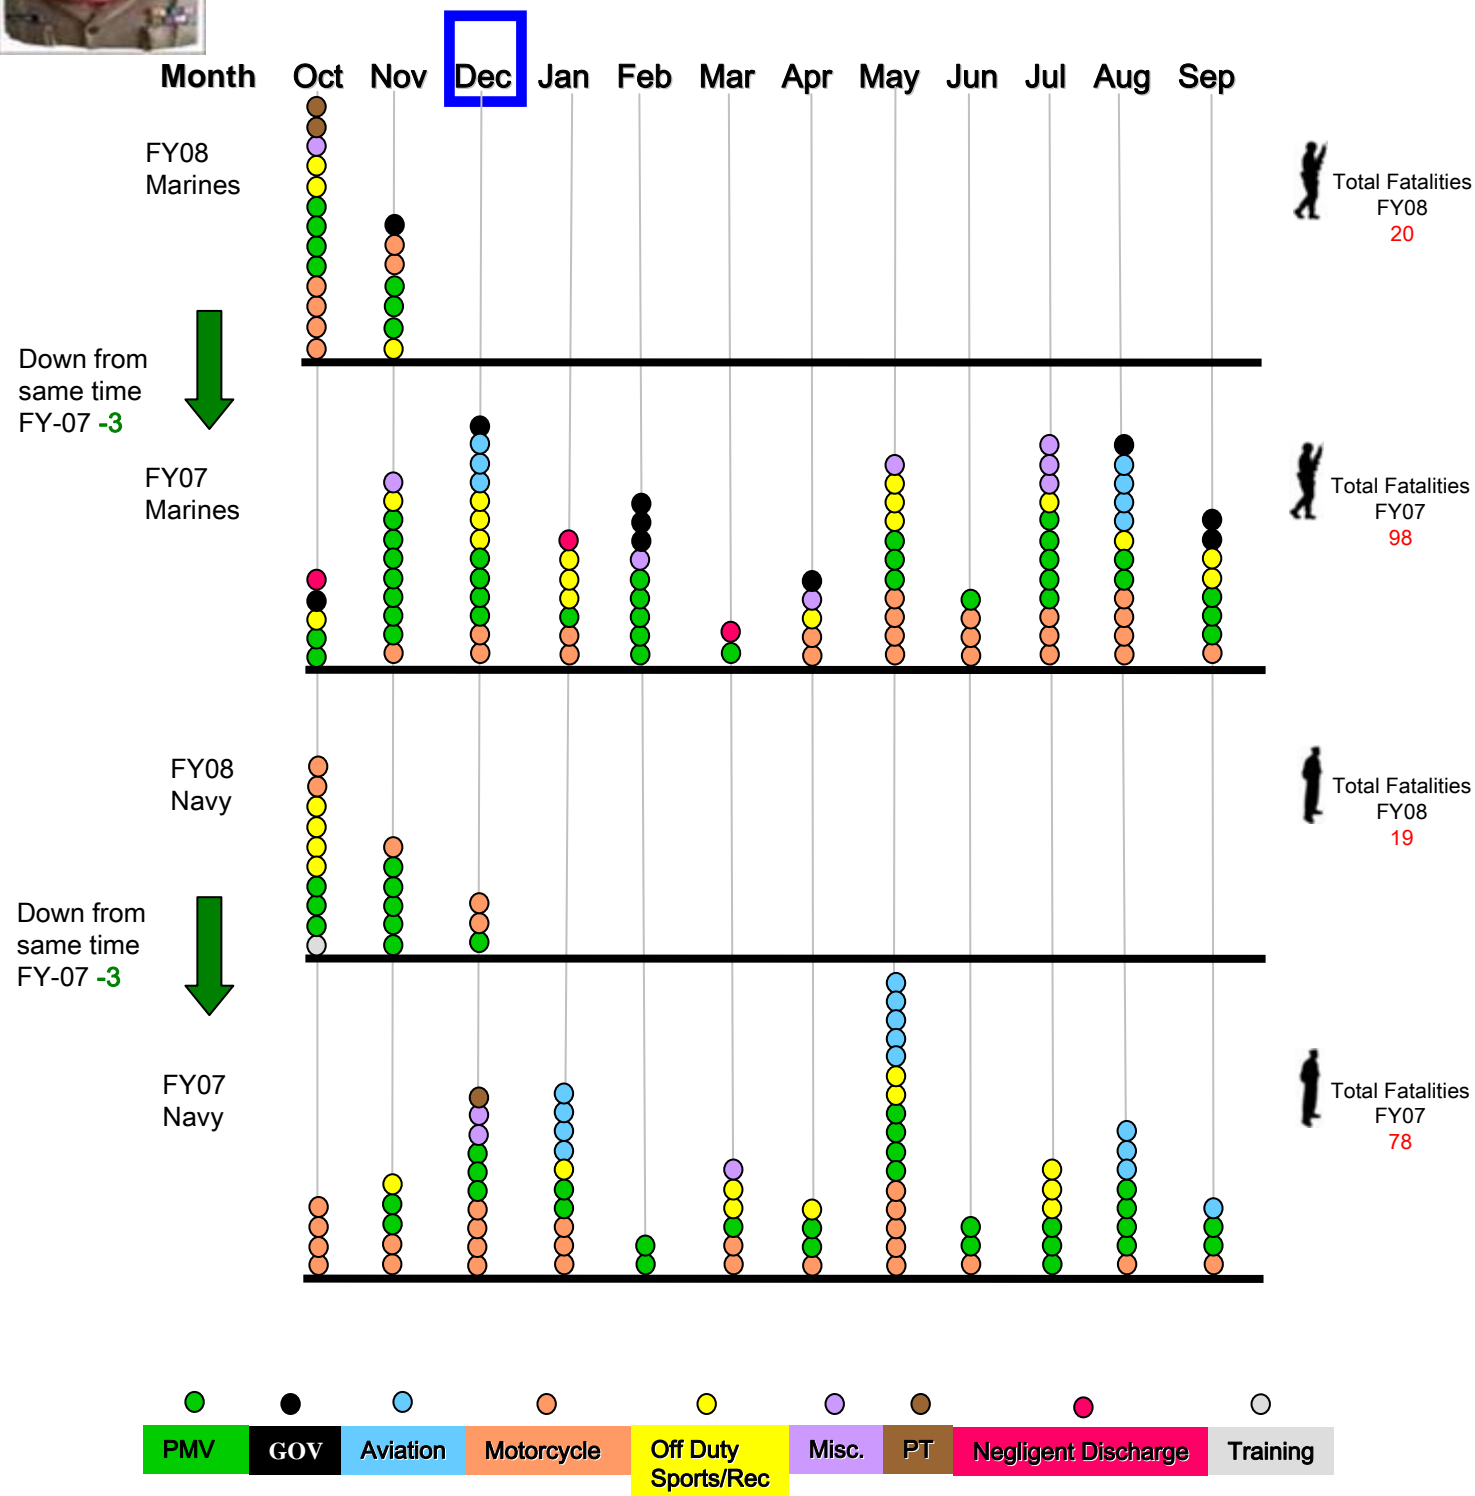 Month Oct Nov Dec Jan Feb Mar Apr May Jun Jul Aug Sep
FY08
Marines
Total Fatalities
FY08
20
Down from
same time
FY-07 -3
FY07
Marines
Total Fatalities
FY07
98
FY08
Navy
Total Fatalities
FY08
19
Down from
same time
FY-07 -3
FY07
Navy
Total Fatalities
FY07
78
PMV GOV Aviation Motorcycle Off Duty Misc. PT Negligent Discharge Training
Sports/Rec